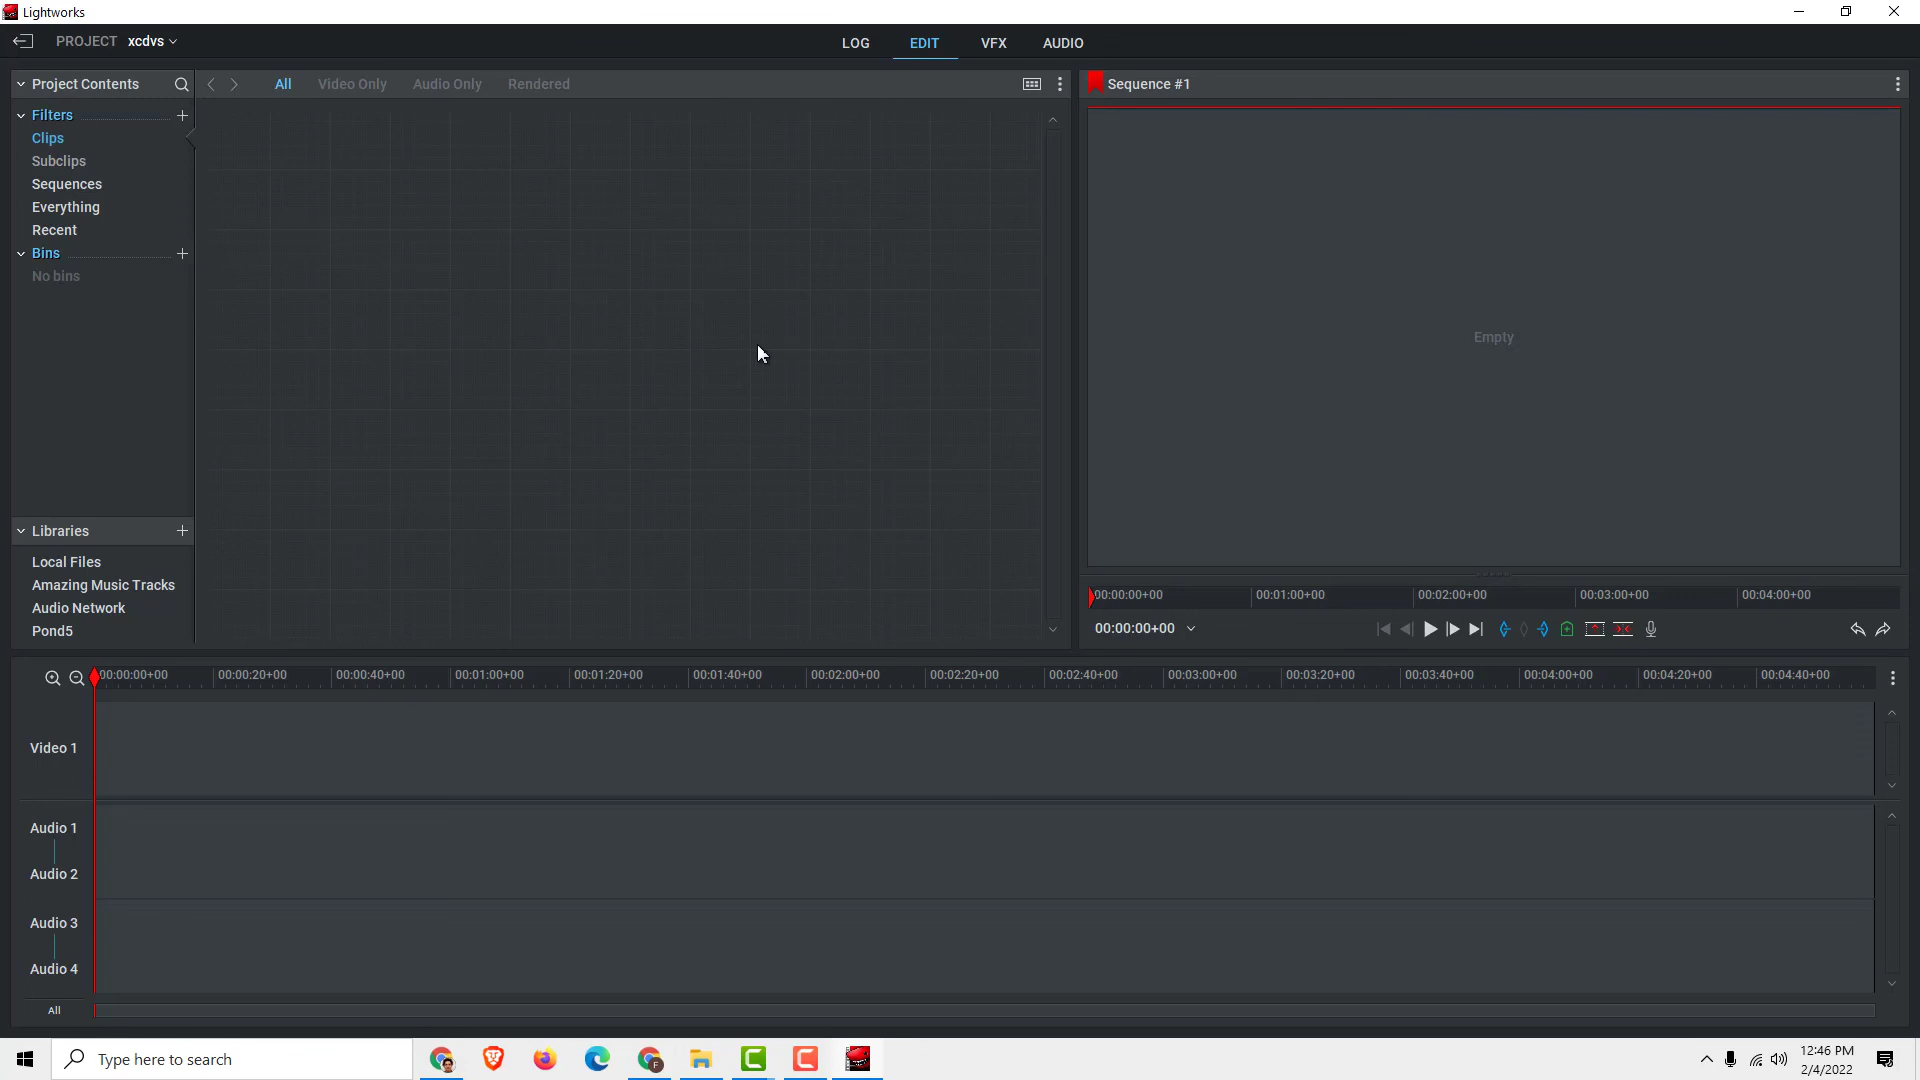 Lightworks
PROJECT xcdvs
LOG EDIT VFX AUDIO
Project Contents
All Video Only Audio Only Rendered
Sequence #1
Filters
Clips
Subclips
Sequences
Everything
Recent
Bins
No bins
Empty
Libraries
Local Files
Amazing Music Tracks
Audio Network
Pond5
00:00:00+00 00:01:00+00 00:02:00+00 00:03:00+00 00:04:00+00
00:00:00+00
00:00:00+00 00:00:20+00 00:00:40+00 00:01:00+00 00:01:20+00 00:01:40+00 00:02:00+00 00:02:20+00 00:02:40+00 00:03:00+00 00:03:20+00 00:03:40+00 00:04:00+00 00:04:20+00 00:04:40+00
Video 1
Audio 1
Audio 2
Audio 3
Audio 4
All
Type here to search
F
12:46 PM
2/4/2022